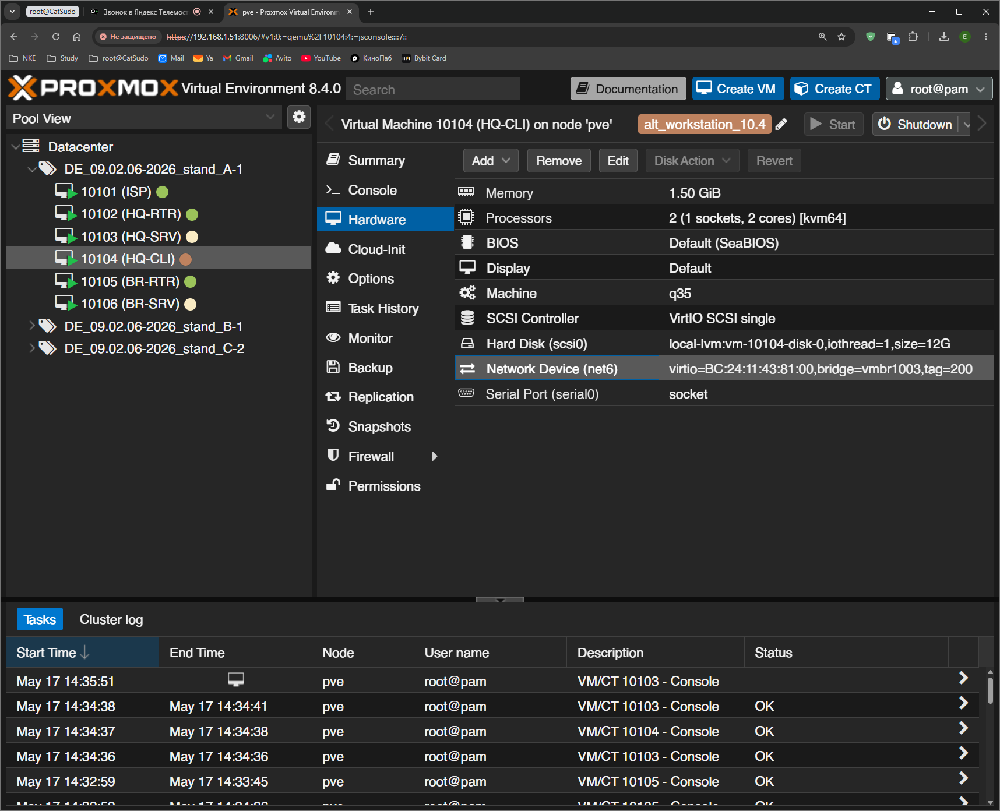 root@CatSudo
Звонок в Яндекс Телемост
pve - Proxmox Virtual Environm
Не защищено
https://192.168.1.51:8006/#v1:0:=qemu%2F10104:4:=jsconsole::::7::
E
NKE
Study
root@CatSudo
Mail
Ya
Gmail
Avito
YouTube
КиноПаб
Bybit Card
PROXMOX
Virtual Environment 8.4.0
Search
Documentation
Create VM
Create CT
root@pam
Pool View
Virtual Machine 10104 (HQ-CLI) on node 'pve'
alt_workstation_10.4
Start
Shutdown
Datacenter
DE_09.02.06-2026_stand_A-1
10101 (ISP)
10102 (HQ-RTR)
10103 (HQ-SRV)
10104 (HQ-CLI)
10105 (BR-RTR)
10106 (BR-SRV)
DE_09.02.06-2026_stand_B-1
DE_09.02.06-2026_stand_C-2
Summary
Console
Hardware
Cloud-Init
Options
Task History
Monitor
Backup
Replication
Snapshots
Firewall
Permissions
Add
Remove
Edit
Disk Action
Revert
Memory 1.50 GiB
Processors 2 (1 sockets, 2 cores) [kvm64]
BIOS Default (SeaBIOS)
Display Default
Machine q35
SCSI Controller VirtIO SCSI single
Hard Disk (scsi0) local-lvm:vm-10104-disk-0,iothread=1,size=12G
Network Device (net6) virtio=BC:24:11:43:81:00,bridge=vmbr1003,tag=200
Serial Port (serial0) socket
Tasks
Cluster log
Start Time End Time Node User name Description Status
May 17 14:35:51 pve root@pam VM/CT 10103 - Console
May 17 14:34:38 May 17 14:34:41 pve root@pam VM/CT 10103 - Console OK
May 17 14:34:37 May 17 14:34:38 pve root@pam VM/CT 10104 - Console OK
May 17 14:34:36 May 17 14:34:36 pve root@pam VM/CT 10103 - Console OK
May 17 14:32:59 May 17 14:33:45 pve root@pam VM/CT 10105 - Console OK